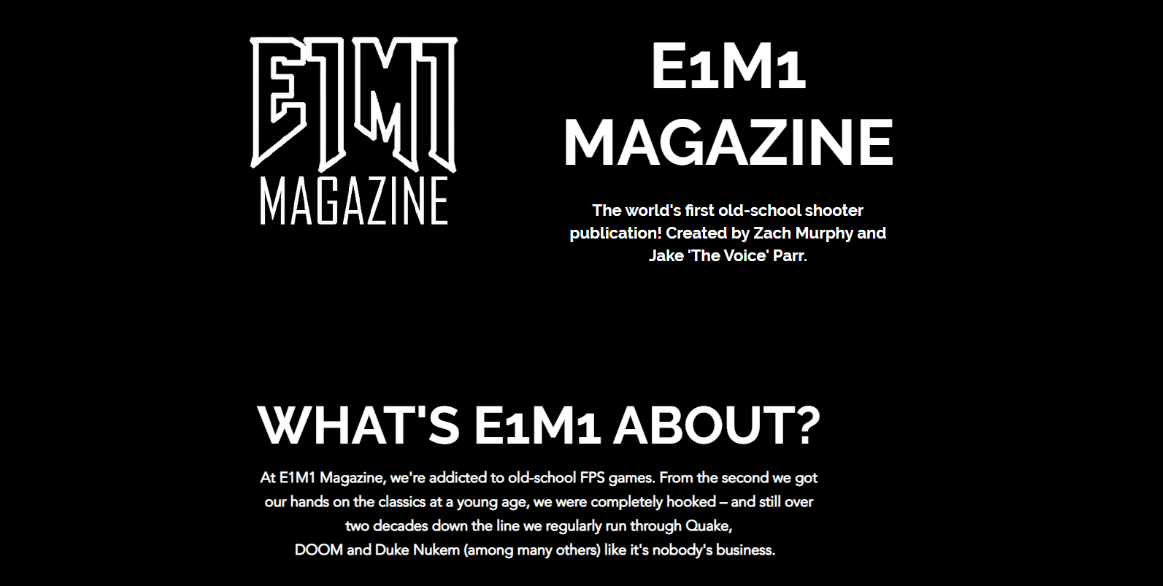 E1M1
MAGAZINE
E1M1
MAGAZINE
The world's first old-school shooter
publication! Created by Zach Murphy and
Jake 'The Voice' Parr.
WHAT'S E1M1 ABOUT?
At E1M1 Magazine, we're addicted to old-school FPS games. From the second we got
our hands on the classics at a young age, we were completely hooked – and still over
two decades down the line we regularly run through Quake,
DOOM and Duke Nukem (among many others) like it's nobody's business.